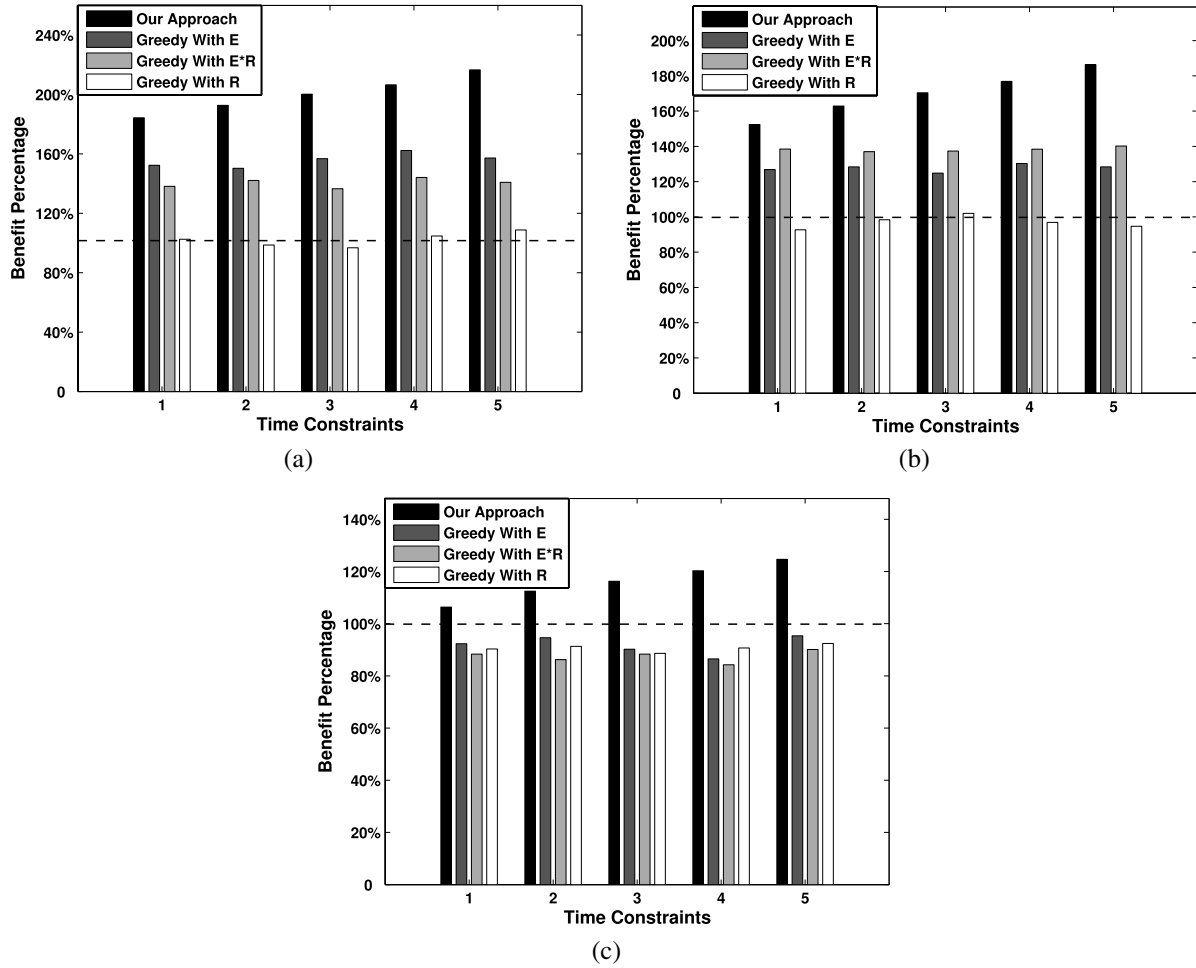 Our Approach
Greedy With E
Greedy With E*R
Greedy With R
240%
200%
160%
120%
80%
40%
0
Benefit Percentage
1 2 3 4 5
Time Constraints
(a)
Our Approach
Greedy With E
Greedy With E*R
Greedy With R
200%
180%
160%
140%
120%
100%
80%
60%
40%
20%
0
Benefit Percentage
1 2 3 4 5
Time Constraints
(b)
Our Approach
Greedy With E
Greedy With E*R
Greedy With R
140%
120%
100%
80%
60%
40%
20%
0
Benefit Percentage
1 2 3 4 5
Time Constraints
(c)